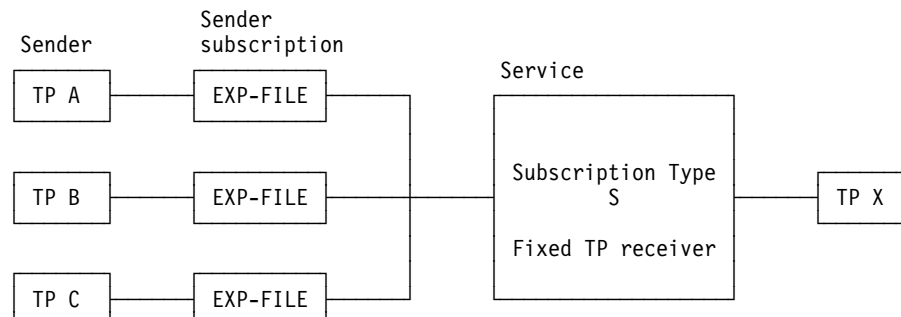 Sender
Sender
subscription
Service
TP A
EXP-FILE
TP B
EXP-FILE
Subscription Type
S
TP X
Fixed TP receiver
TP C
EXP-FILE